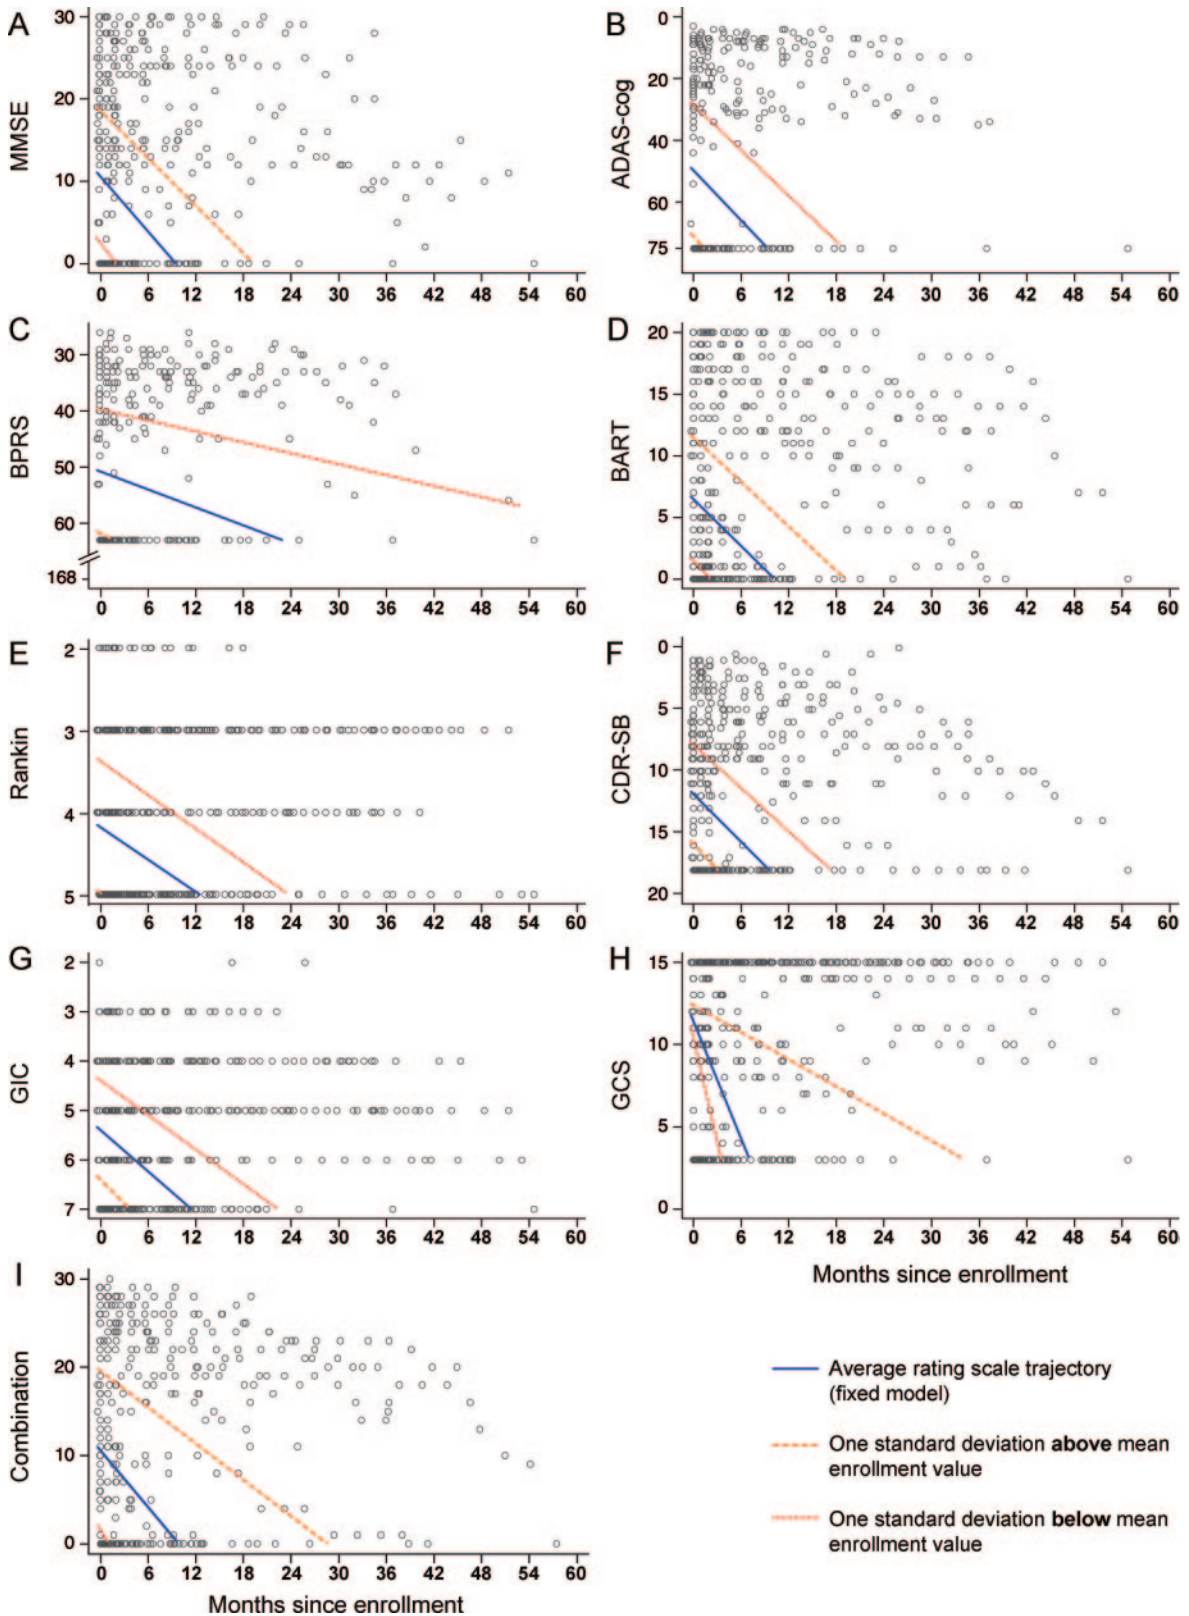 A
MMSE
30
20
10
0
0 6 12 18 24 30 36 42 48 54 60
B
ADAS-cog
0
20
40
60
75
0 6 12 18 24 30 36 42 48 54 60
C
BPRS
30
40
50
60
168
0 6 12 18 24 30 36 42 48 54 60
D
BART
20
15
10
5
0
0 6 12 18 24 30 36 42 48 54 60
E
Rankin
2
3
4
5
0 6 12 18 24 30 36 42 48 54 60
F
CDR-SB
0
5
10
15
20
0 6 12 18 24 30 36 42 48 54 60
G
GIC
2
3
4
5
6
7
0 6 12 18 24 30 36 42 48 54 60
H
GCS
15
10
5
0
0 6 12 18 24 30 36 42 48 54 60
Months since enrollment
I
Combination
30
20
10
0
0 6 12 18 24 30 36 42 48 54 60
Months since enrollment
Average rating scale trajectory
(fixed model)
One standard deviation above mean
enrollment value
One standard deviation below mean
enrollment value